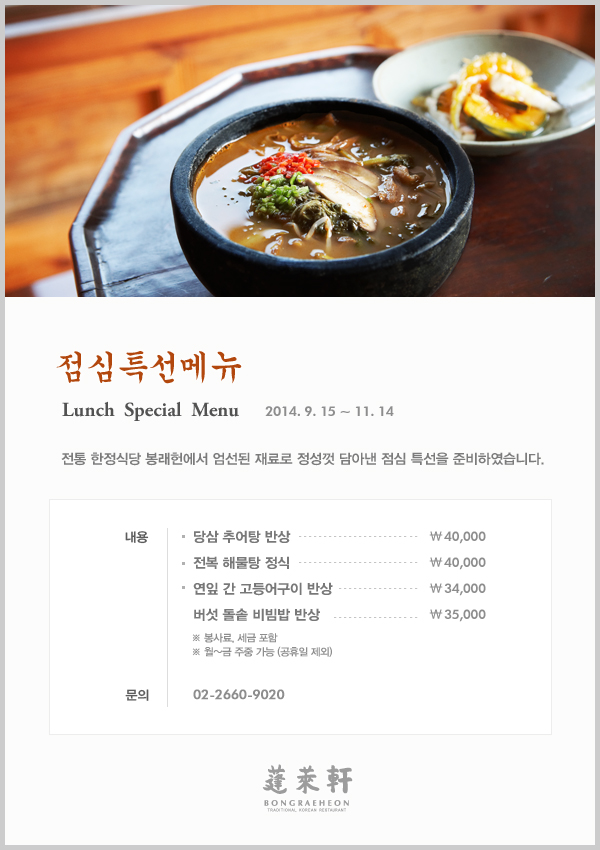 점심특선메뉴
Lunch Special Menu 2014. 9. 15 ~ 11. 14
전통 한정식당 봉래헌에서 엄선된 재료로 정성껏 담아낸 점심 특선을 준비하였습니다.
내용 당삼 추어탕 반상 ₩40,000
전복 해물탕 정식 ₩40,000
연잎 간 고등어구이 반상 ₩34,000
버섯 돌솥 비빔밥 반상 ₩35,000
※ 봉사료, 세금 포함
※ 월~금 주중 가능 (공휴일 제외)
문의 02-2660-9020
蓬萊軒
BONGRAEHEON
TRADITIONAL KOREAN RESTAURANT